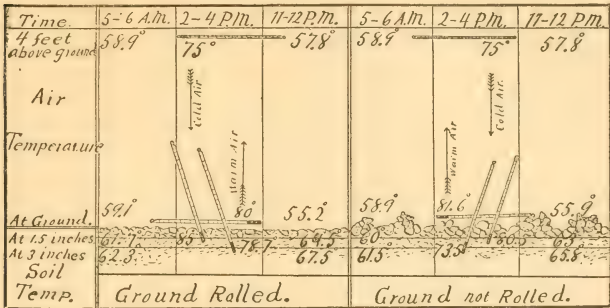 Time. 5-6 A.M. 2-4 P.M. 11-12 P.M. 5-6 A.M. 2-4 P.M. 11-12 P.M.
4 feet above ground 58.9° 75° 57.8° 58.9° 75° 57.8°
Air
Temperature
Cold Air
Warm Air
Cold Air.
Warm Air
At Ground. 59.1° 80° 55.2° 58.9° 81.6° 55.9°
At 1.5 inches 61.1° 85° 64.5° 60° 80.5 65°
At 3 inches 62.3° 78.7 67.5 61.5° 73.5° 65.8°
Soil
Temp. Ground Rolled. Ground not Rolled.